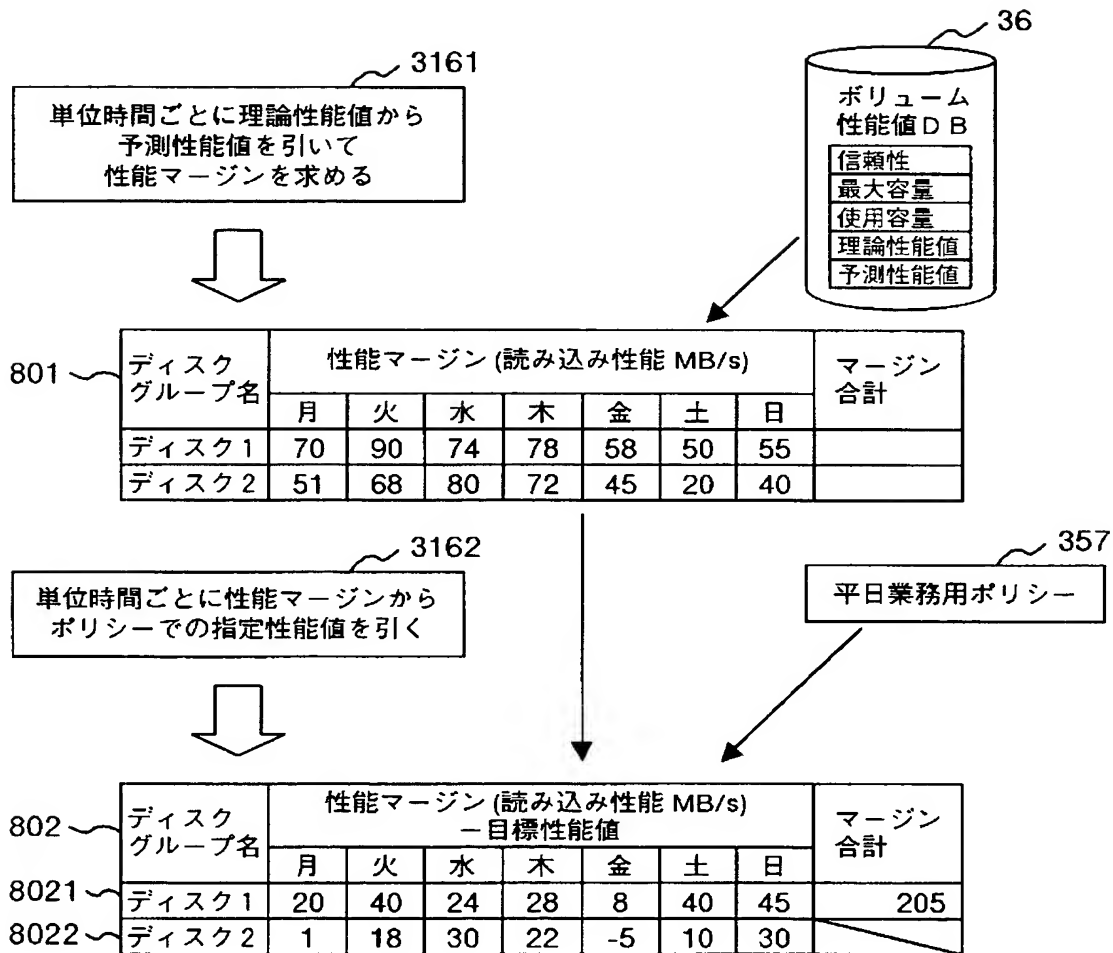 36
3161
単位時間ごとに理論性能値から
予測性能値を引いて
性能マージンを求める
ボリューム
性能値DB
信頼性
最大容量
使用容量
理論性能値
予測性能値
801
ディスク
グループ名
性能マージン (読み込み性能 MB/s)
マージン
合計
月 火 水 木 金 土 日
ディスク1 70 90 74 78 58 50 55
ディスク2 51 68 80 72 45 20 40
3162
単位時間ごとに性能マージンから
ポリシーでの指定性能値を引く
357
平日業務用ポリシー
802
ディスク
グループ名
性能マージン (読み込み性能 MB/s)
－目標性能値
マージン
合計
月 火 水 木 金 土 日
8021 ディスク1 20 40 24 28 8 40 45 205
8022 ディスク2 1 18 30 22 -5 10 30